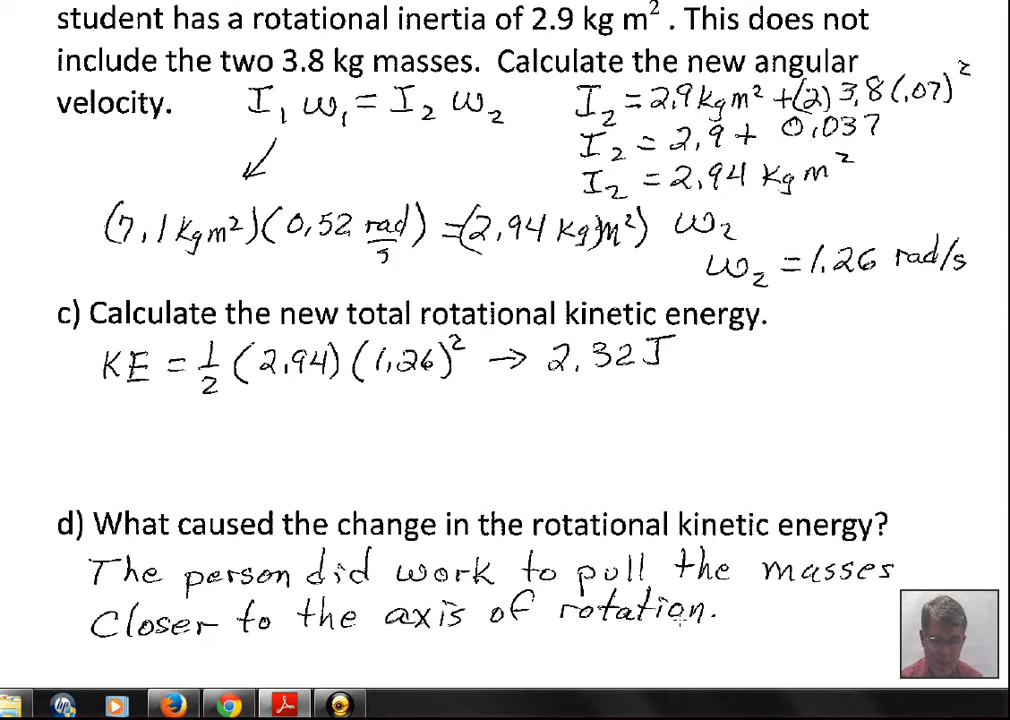 student has a rotational inertia of 2.9 kg m² . This does not
include the two 3.8 kg masses. Calculate the new angular
velocity. I₁ ω₁ = I₂ ω₂ I₂ = 2.9 kg m² + (2) 3.8 (.07)²
I₂ = 2.9 + 0.037
I₂ = 2.94 kg m²
(7.1 kg m²)(0.52 rad/s) = (2.94 kg m²) ω₂
ω₂ = 1.26 rad/s
c) Calculate the new total rotational kinetic energy.
KE = 1/2 (2.94) (1.26)² → 2.32 J
d) What caused the change in the rotational kinetic energy?
The person did work to pull the masses
closer to the axis of rotation.
hp